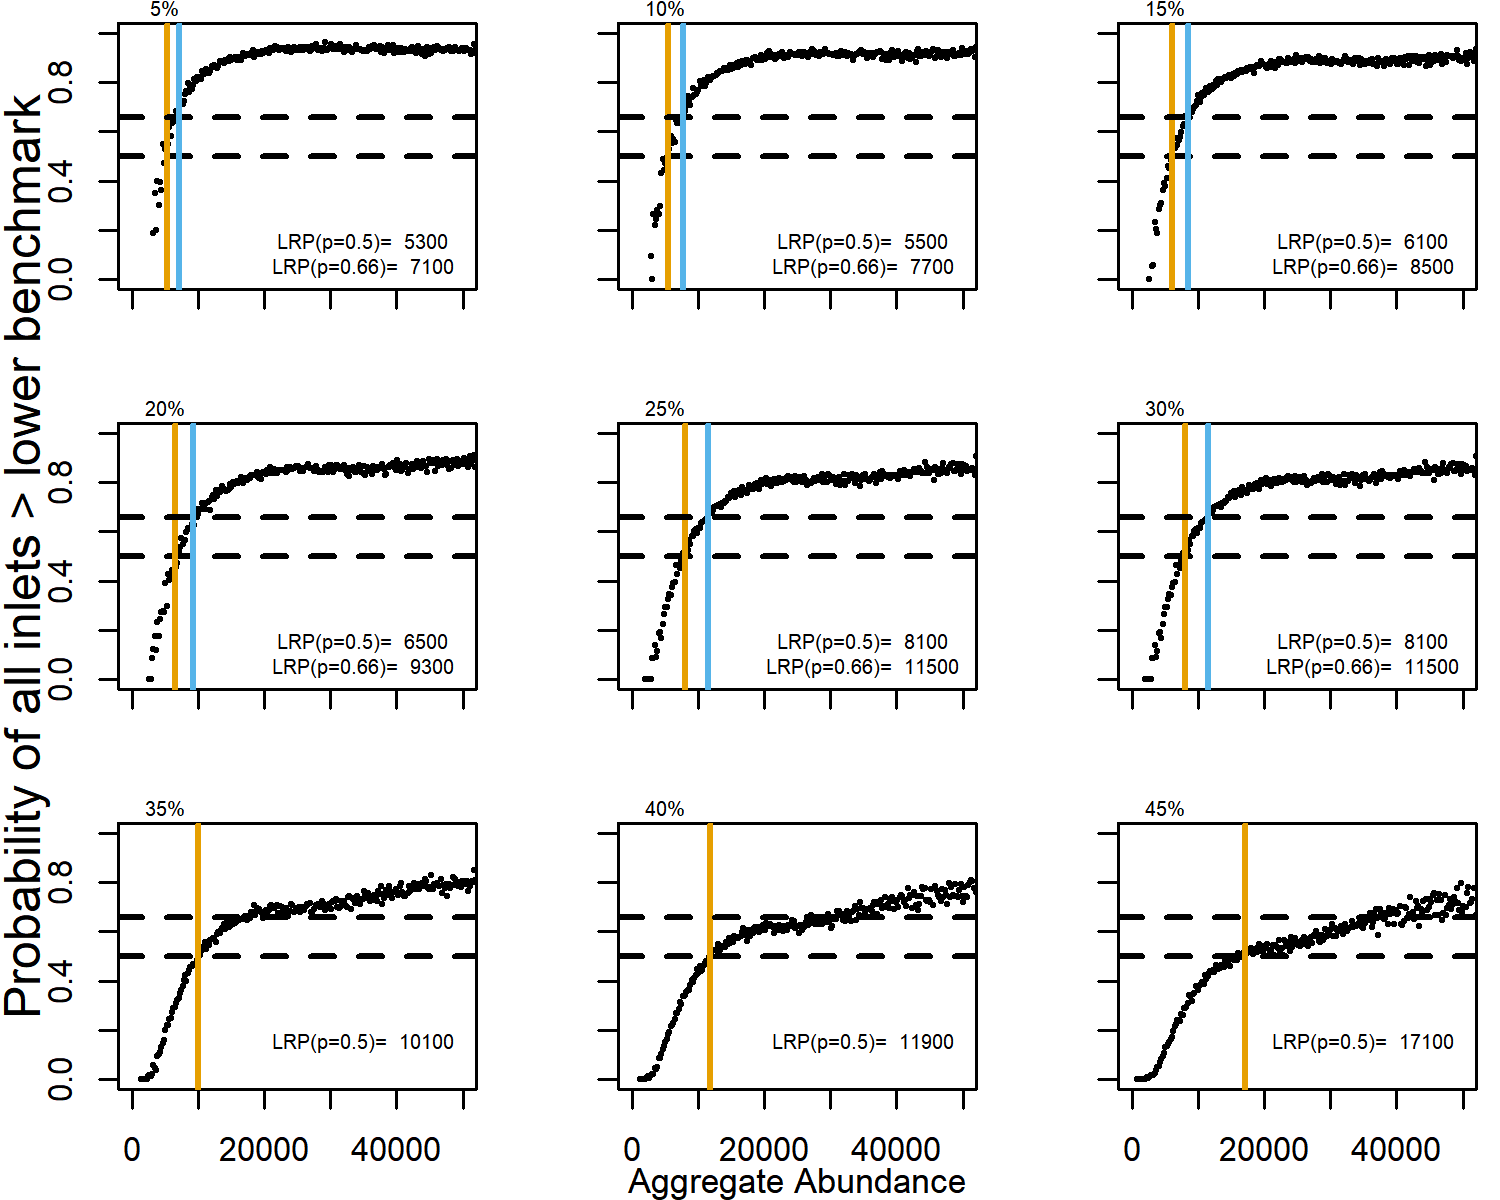 5%
10%
15%
0.0 0.4 0.8
LRP(p=0.5)= 5300
LRP(p=0.66)= 7100
LRP(p=0.5)= 5500
LRP(p=0.66)= 7700
LRP(p=0.5)= 6100
LRP(p=0.66)= 8500
20%
25%
30%
0.0 0.4 0.8
LRP(p=0.5)= 6500
LRP(p=0.66)= 9300
LRP(p=0.5)= 8100
LRP(p=0.66)= 11500
LRP(p=0.5)= 8100
LRP(p=0.66)= 11500
35%
40%
45%
0.0 0.4 0.8
LRP(p=0.5)= 10100
LRP(p=0.5)= 11900
LRP(p=0.5)= 17100
0 20000 40000
0 20000 40000
0 20000 40000
Aggregate Abundance
Probability of all inlets > lower benchmark